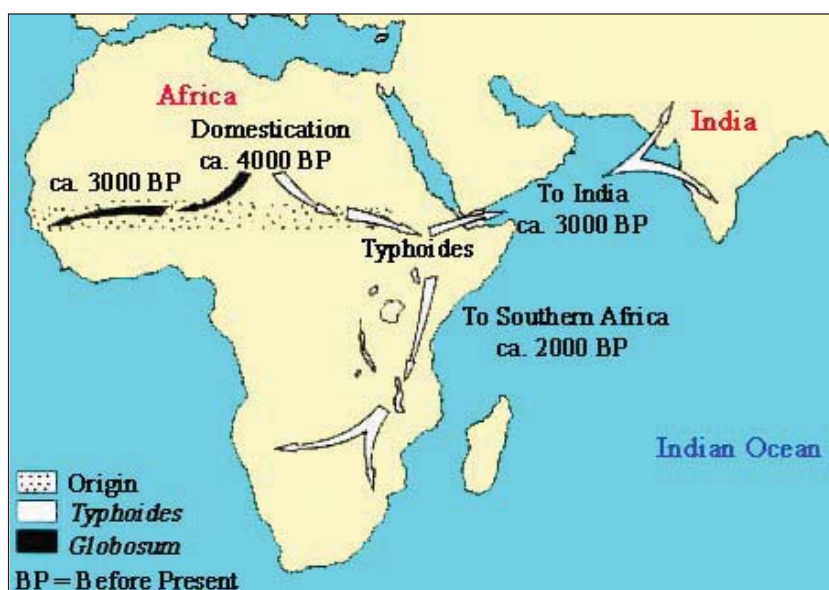 Africa
Domestication
ca. 4000 BP
ca. 3000 BP
India
To India
ca. 3000 BP
Typhoides
To Southern Africa
ca. 2000 BP
Indian Ocean
Origin
Typhoides
Globosum
BP = Before Present